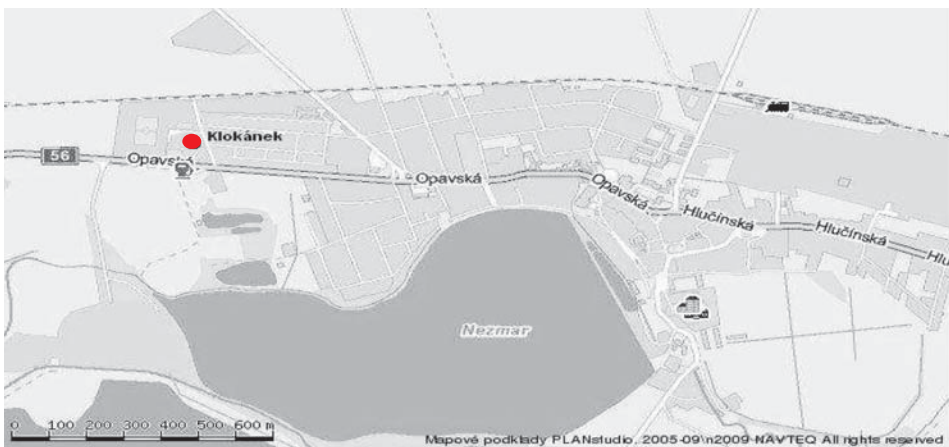 Klokánek
56
Opavská
Opavská
Opavská
Hlučínská
Hlučínská
Hlu
Nezmar
0 100 200 300 400 500 600 m
Mapové podklady PLANstudio, 2005-09\n2009 NAVTEQ All rights reserved